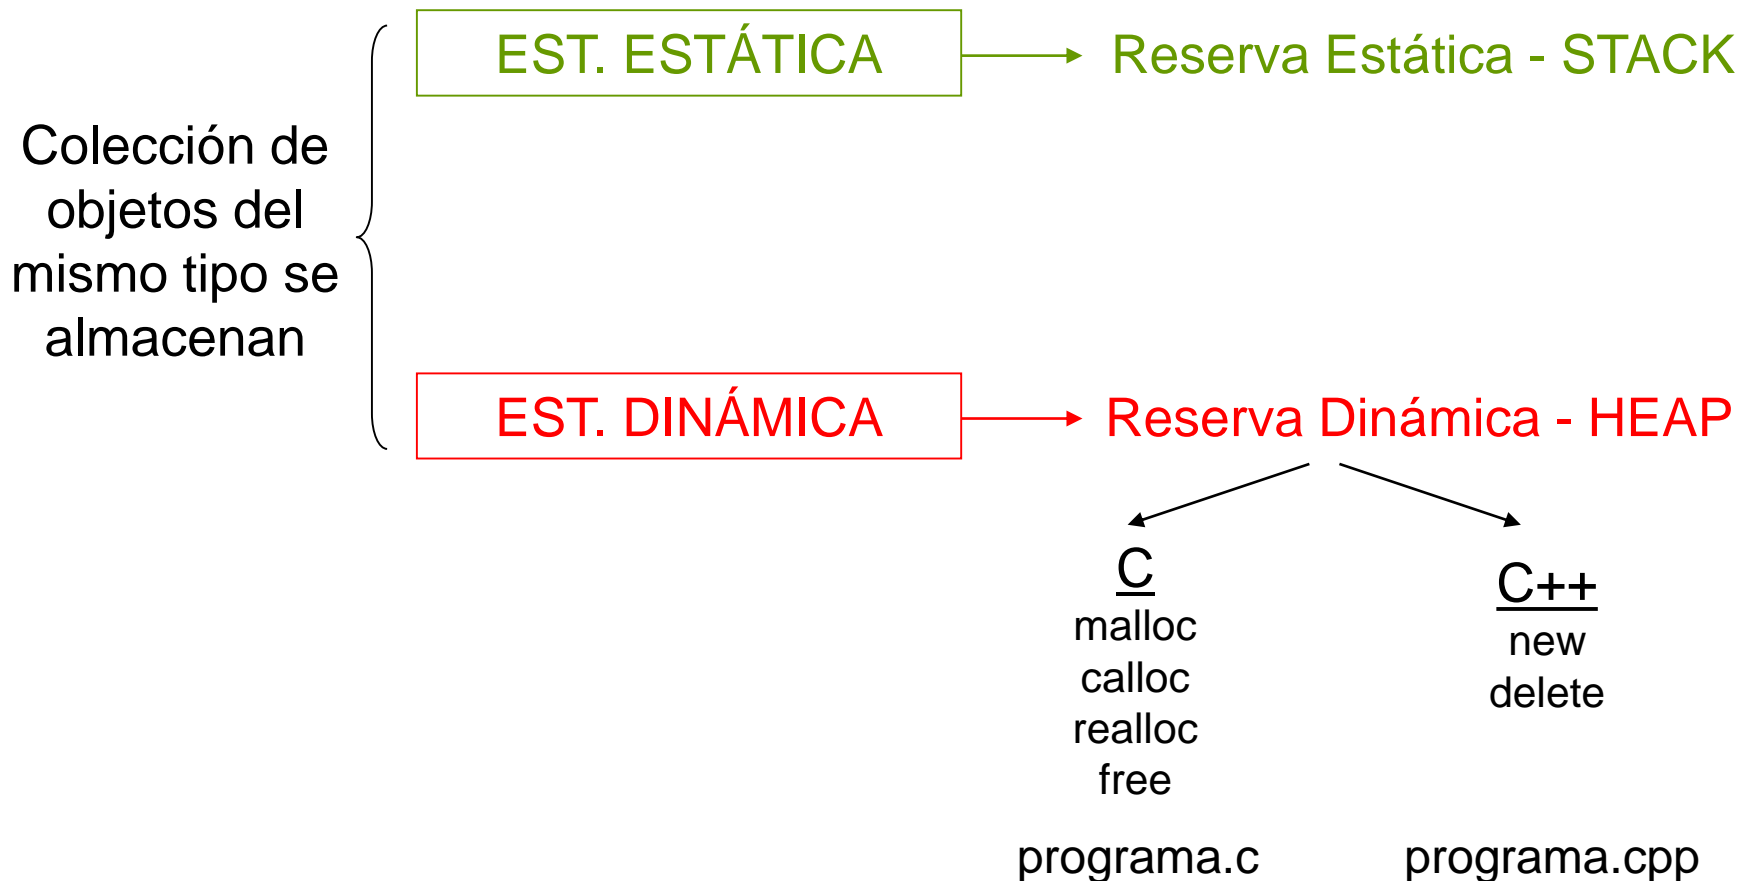 Colección de
objetos del
mismo tipo se
almacenan
EST. ESTÁTICA
Reserva Estática - STACK
EST. DINÁMICA
Reserva Dinámica - HEAP
C
malloc
calloc
realloc
free
programa.c
C++
new
delete
programa.cpp